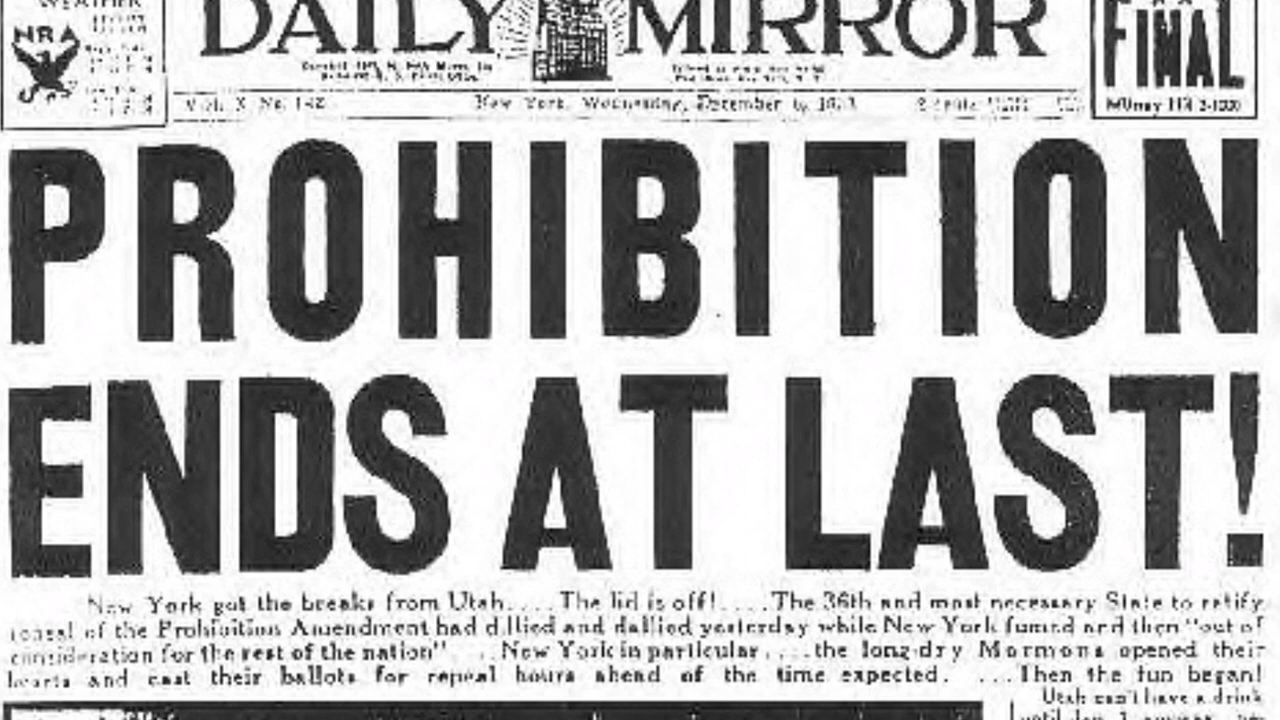 WEATHER
NRA
DAILY MIRROR
FINAL
New York, Wednesday, December 6,
PROHIBITION
ENDS AT LAST!
New York got the breaks from Utah....The lid is off!....The 36th and most necessary State to ratify
repeal of the Prohibition Amendment had dillied and dallied yesterday while New York fumed and then "out of
consideration for the rest of the nation"....New York in particular....the long-dry Mormons opened their
hearts and cast their ballots for repeal hours ahead of the time expected. ....Then the fun began!
Utah can't have a drink
until Jan. 1